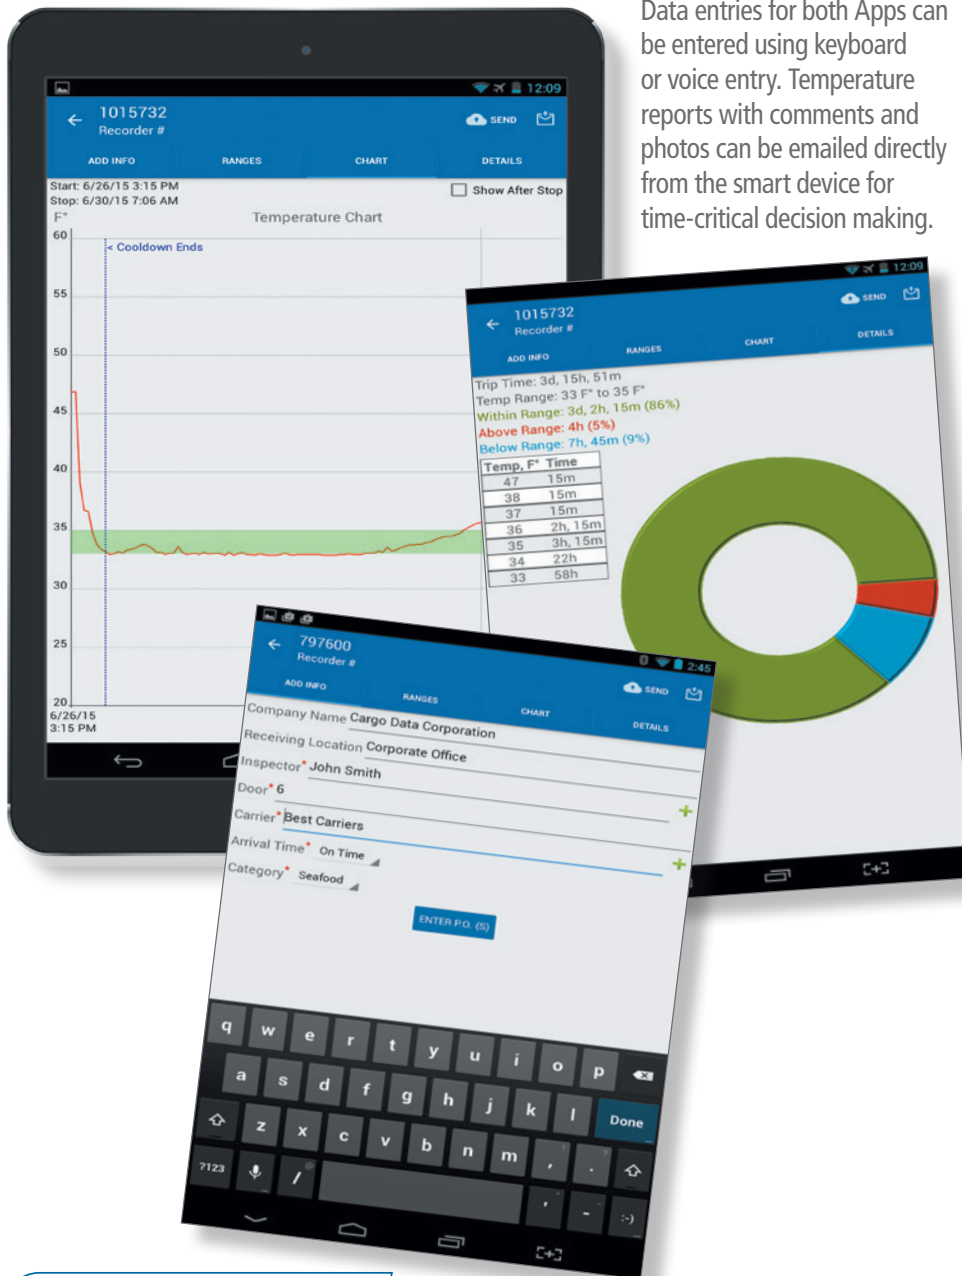 Data entries for both Apps can
be entered using keyboard
or voice entry. Temperature
reports with comments and
photos can be emailed directly
from the smart device for
time-critical decision making.
12:09
1015732
Recorder #
SEND
ADD INFO RANGES CHART DETAILS
Start: 6/26/15 3:15 PM
Stop: 6/30/15 7:06 AM
Show After Stop
F° Temperature Chart
60
< Cooldown Ends
55
50
45
40
35
30
25
20
6/26/15
3:15 PM
12:09
1015732
Recorder #
SEND
ADD INFO RANGES CHART DETAILS
Trip Time: 3d, 15h, 51m
Temp Range: 33 F° to 35 F°
Within Range: 3d, 2h, 15m (86%)
Above Range: 4h (5%)
Below Range: 7h, 45m (9%)
Temp, F° Time
47 15m
38 15m
37 15m
36 2h, 15m
35 3h, 15m
34 22h
33 58h
2:45
797600
Recorder #
SEND
ADD INFO RANGES CHART DETAILS
Company Name Cargo Data Corporation
Receiving Location Corporate Office
Inspector* John Smith
Door* 6
Carrier* Best Carriers
Arrival Time* On Time
Category* Seafood
ENTER P.O. (S)
q w e r t y u i o p
a s d f g h j k l Done
z x c v b n m , .
?123 / ' - :-)